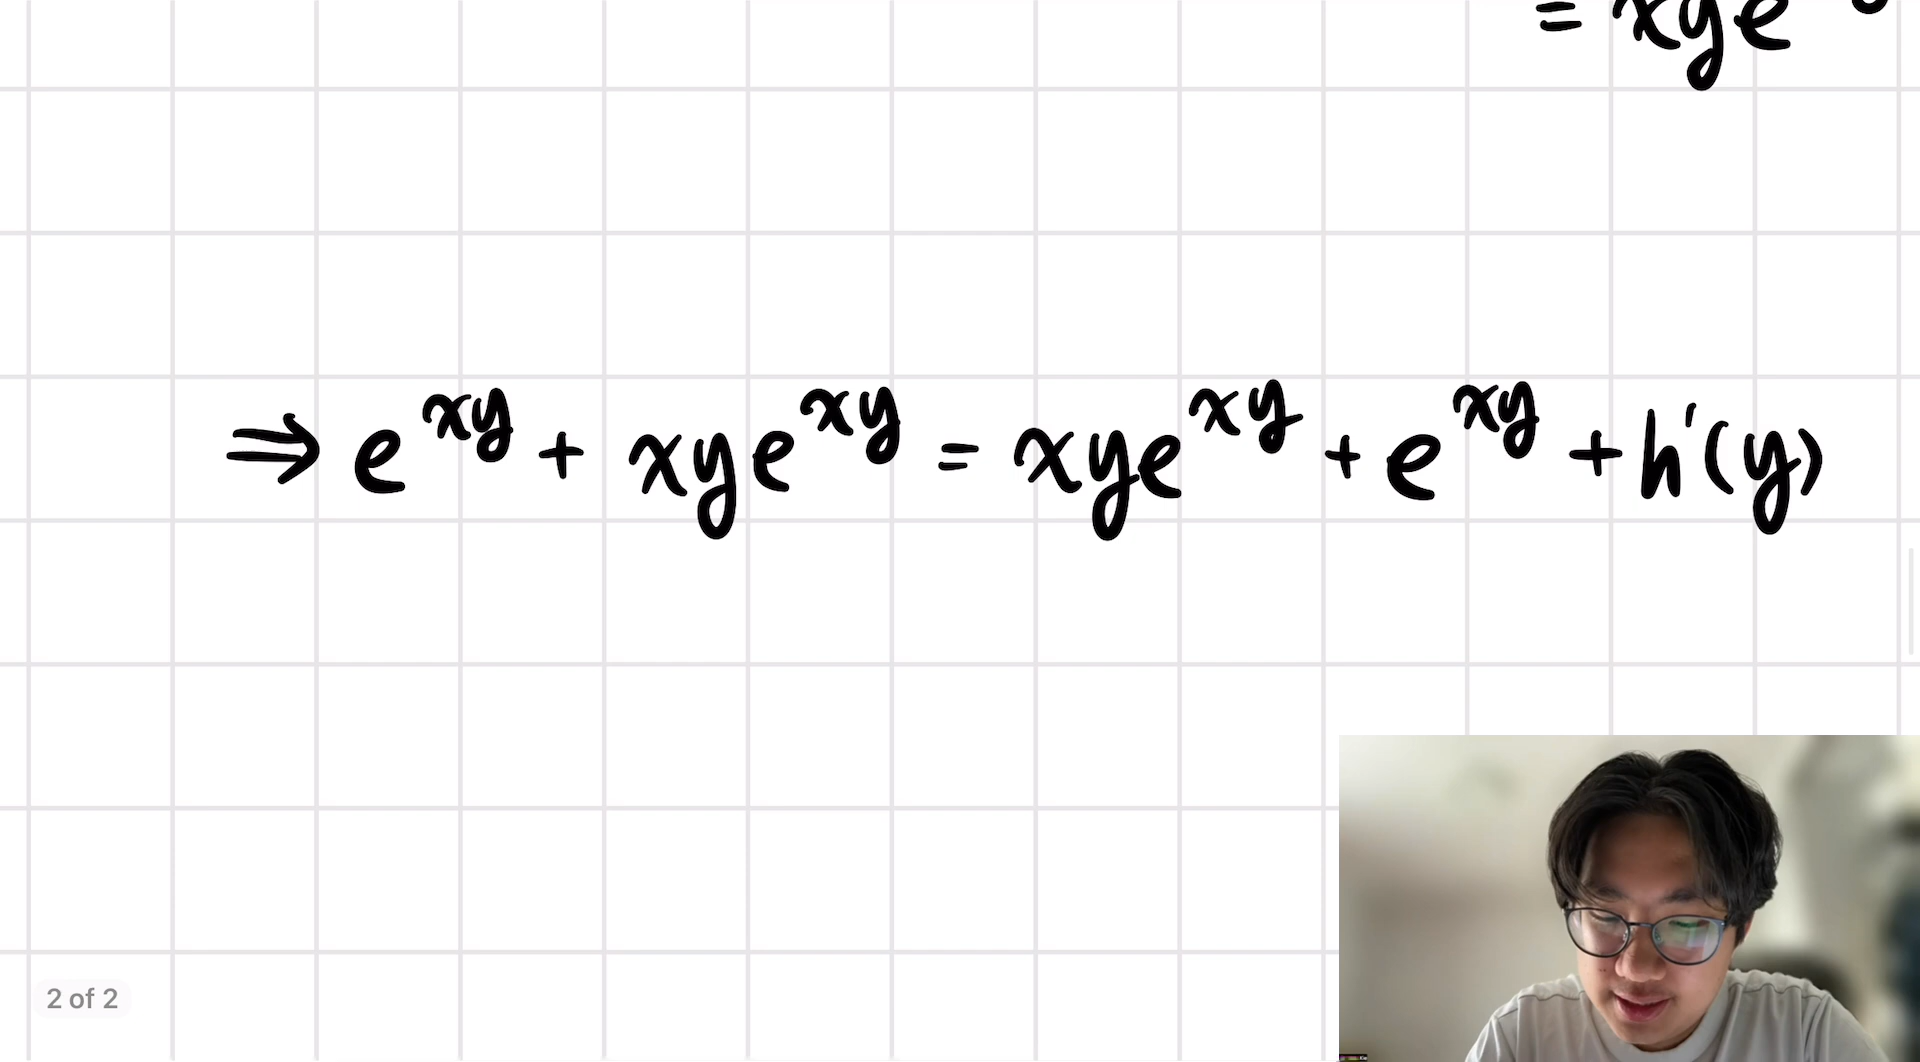 = xye
⇒ e^{xy} + xye^{xy} = xye^{xy} + e^{xy} + h'(y)
2 of 2